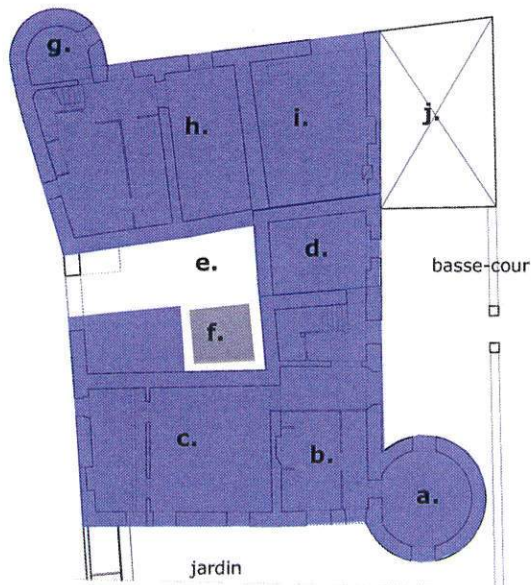 g.
h.
i.
j.
e.
d.
basse-cour
f.
c.
b.
a.
jardin